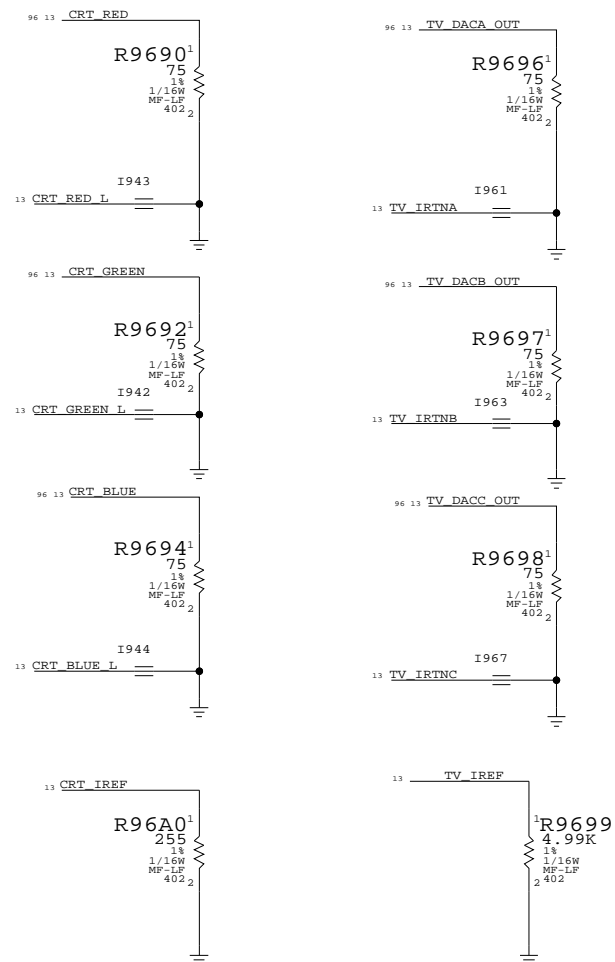 96 13 CRT_RED
R9690 1
75
1%
1/16W
MF-LF
402 2
I943
13 CRT_RED_L
96 13 CRT_GREEN
R9692 1
75
1%
1/16W
MF-LF
402 2
I942
13 CRT_GREEN_L
96 13 CRT_BLUE
R9694 1
75
1%
1/16W
MF-LF
402 2
I944
13 CRT_BLUE_L
13 CRT_IREF
R96A0 1
255
1%
1/16W
MF-LF
402 2
96 13 TV_DACA_OUT
R9696 1
75
1%
1/16W
MF-LF
402 2
I961
13 TV_IRTNA
96 13 TV_DACB_OUT
R9697 1
75
1%
1/16W
MF-LF
402 2
I963
13 TV_IRTNB
96 13 TV_DACC_OUT
R9698 1
75
1%
1/16W
MF-LF
402 2
I967
13 TV_IRTNC
13 TV_IREF
1 R9699
4.99K
1%
1/16W
MF-LF
2 402